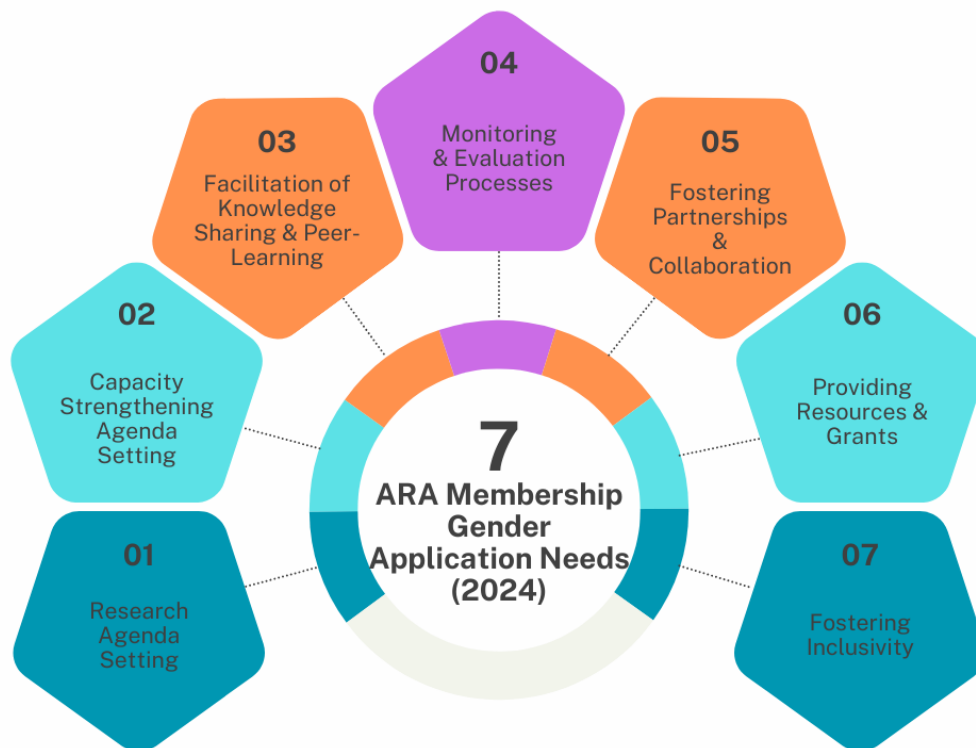 01
Research
Agenda
Setting
02
Capacity
Strengthening
Agenda
Setting
03
Facilitation of
Knowledge
Sharing & Peer-
Learning
04
Monitoring
& Evaluation
Processes
05
Fostering
Partnerships
&
Collaboration
06
Providing
Resources &
Grants
07
Fostering
Inclusivity
7
ARA Membership
Gender
Application Needs
(2024)